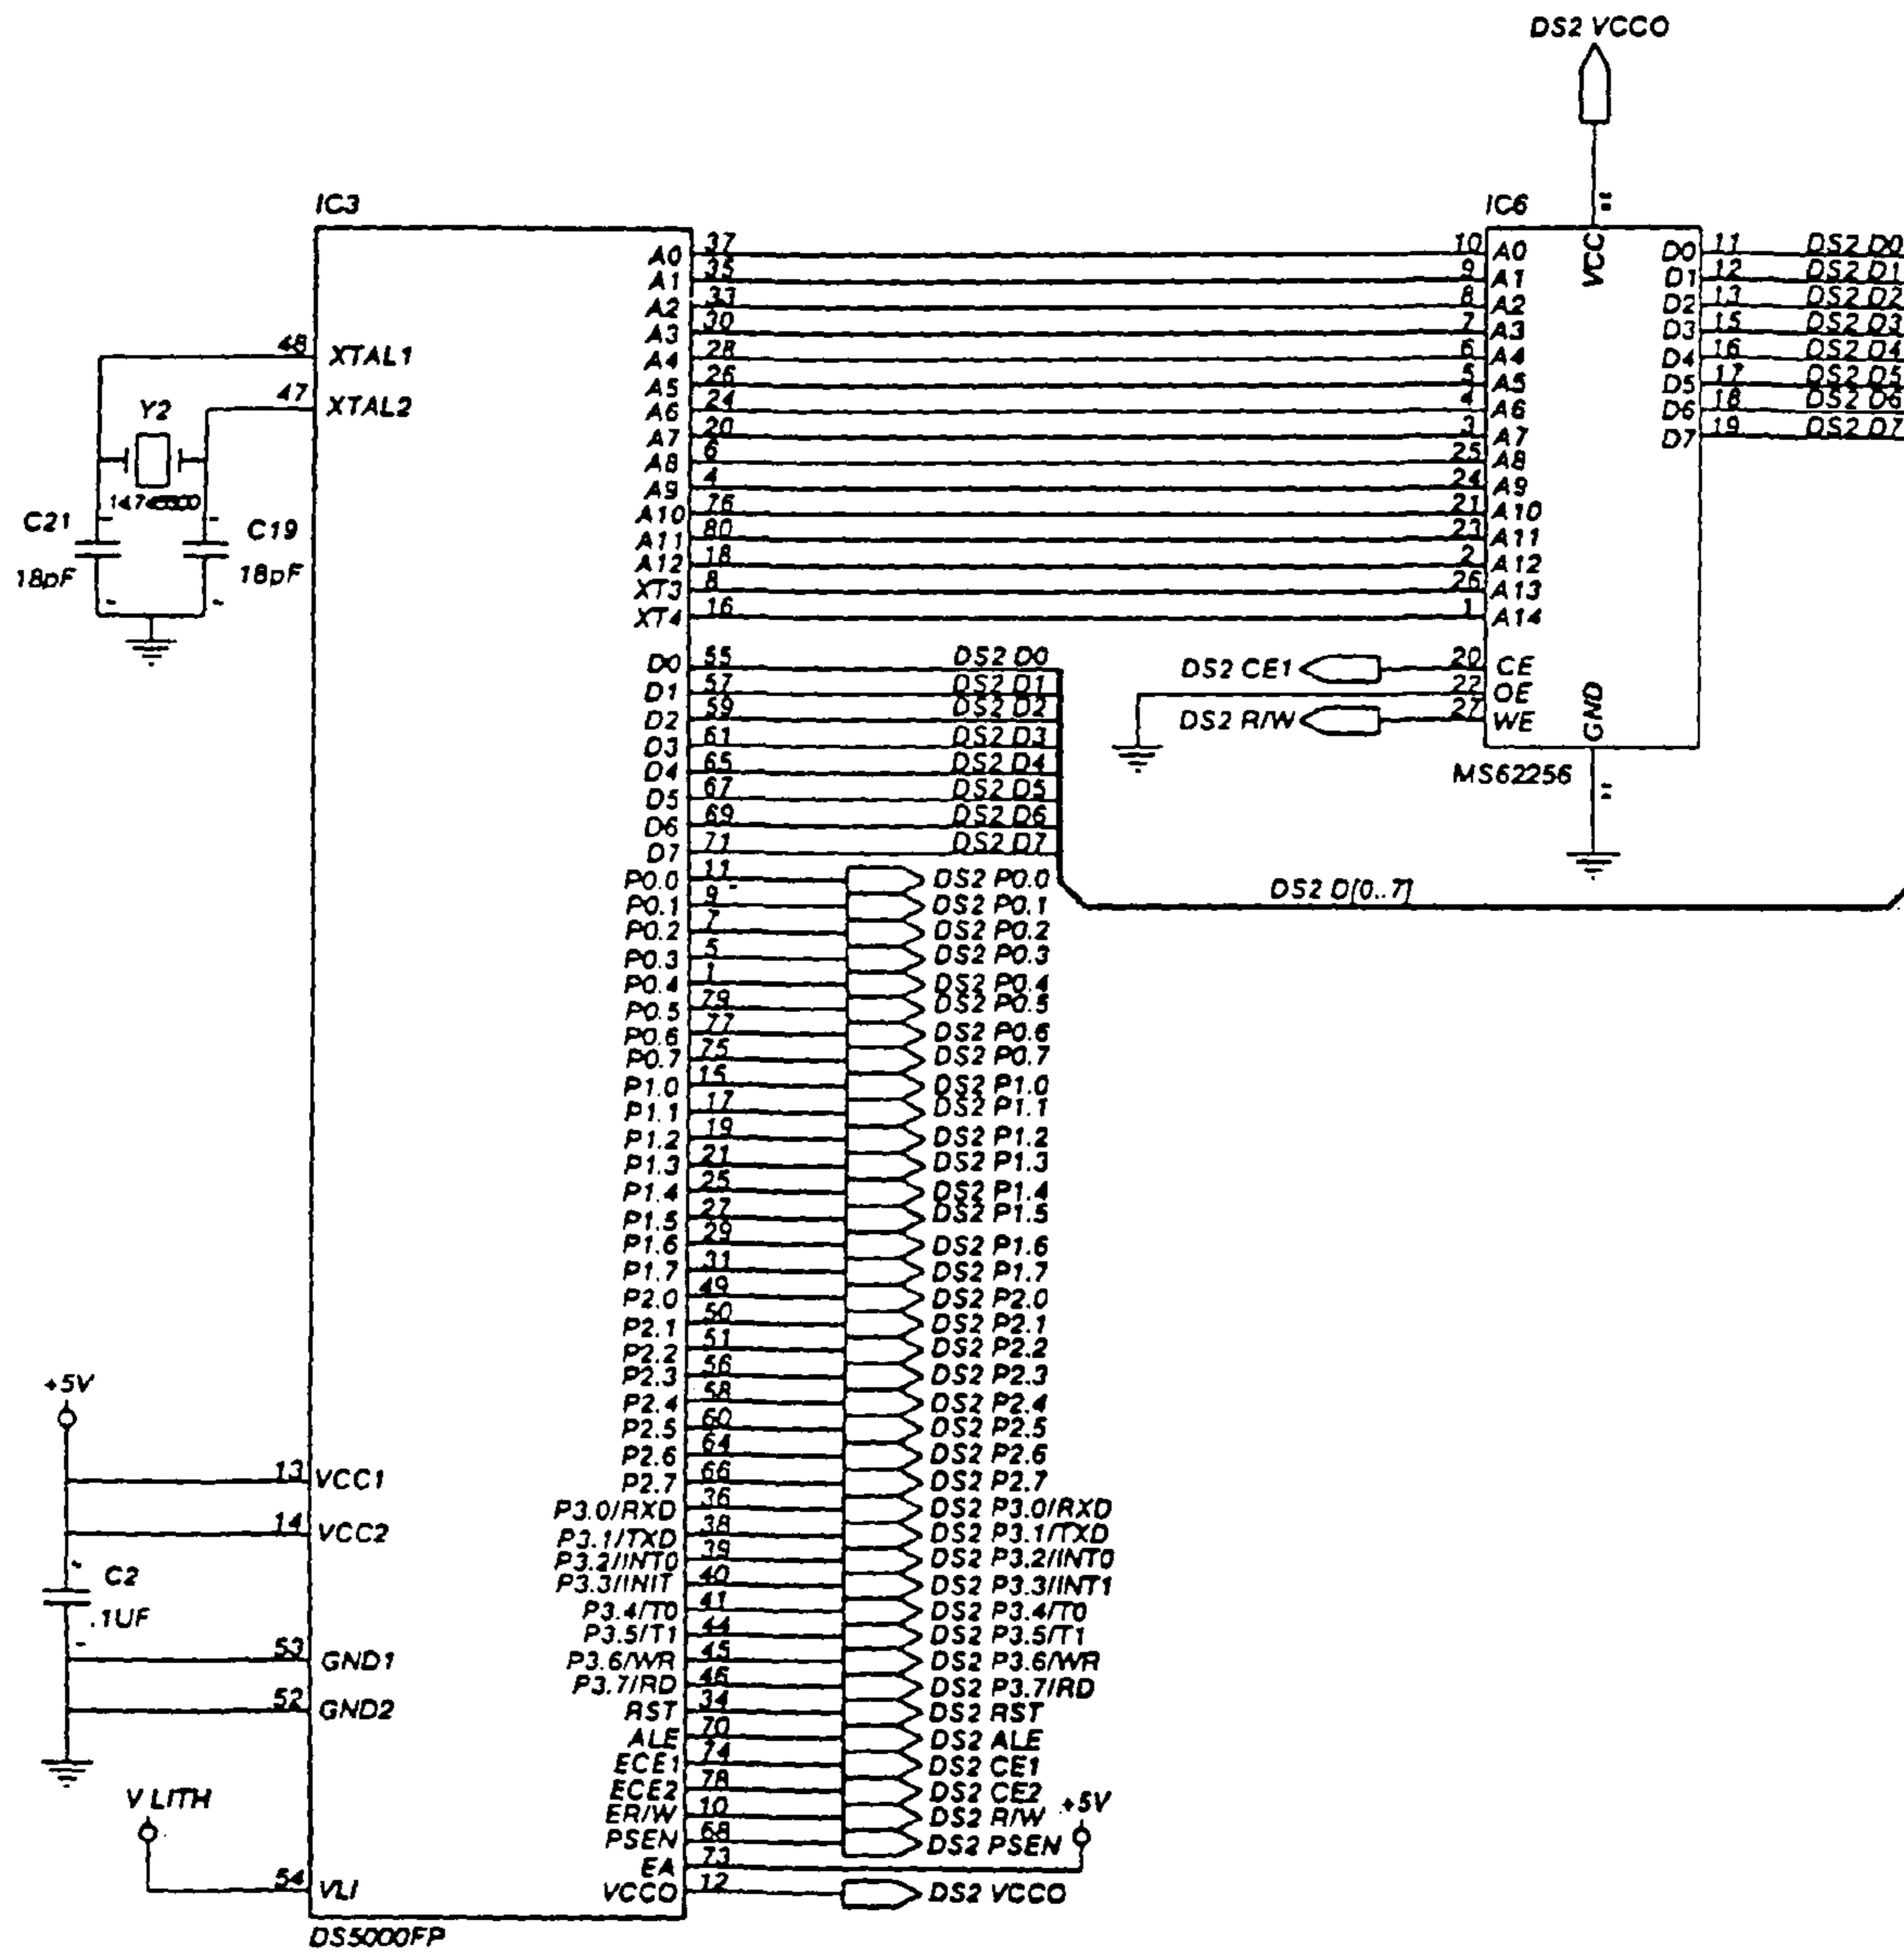 DS2 VCCO
IC3
IC6
A0 37
A1 35
A2 33
A3 30
A4 28
A5 26
A6 24
A7 20
A8 6
A9 4
A10 76
A11 80
A12 18
XT3 8
XT4 16
10 A0
9 A1
8 A2
7 A3
6 A4
5 A5
4 A6
3 A7
25 A8
24 A9
21 A10
23 A11
2 A12
26 A13
1 A14
VCC
D0 11 DS2 D0
D1 12 DS2 D1
D2 13 DS2 D2
D3 15 DS2 D3
D4 16 DS2 D4
D5 17 DS2 D5
D6 18 DS2 D6
D7 19 DS2 D7
48 XTAL1
47 XTAL2
Y2
C21
18pF
C19
18pF
DS2 CE1 20 CE
22 OE
DS2 R/W 27 WE
GND
MS62256
D0 55 DS2 D0
D1 57 DS2 D1
D2 59 DS2 D2
D3 61 DS2 D3
D4 65 DS2 D4
D5 67 DS2 D5
D6 69 DS2 D6
D7 71 DS2 D7
DS2 D[0..7]
P0.0 11 DS2 P0.0
P0.1 9 DS2 P0.1
P0.2 7 DS2 P0.2
P0.3 5 DS2 P0.3
P0.4 1 DS2 P0.4
P0.5 79 DS2 P0.5
P0.6 77 DS2 P0.6
P0.7 75 DS2 P0.7
P1.0 15 DS2 P1.0
P1.1 17 DS2 P1.1
P1.2 19 DS2 P1.2
P1.3 21 DS2 P1.3
P1.4 25 DS2 P1.4
P1.5 27 DS2 P1.5
P1.6 29 DS2 P1.6
P1.7 31 DS2 P1.7
P2.0 49 DS2 P2.0
P2.1 50 DS2 P2.1
P2.2 51 DS2 P2.2
P2.3 56 DS2 P2.3
P2.4 58 DS2 P2.4
P2.5 60 DS2 P2.5
P2.6 64 DS2 P2.6
P2.7 66 DS2 P2.7
P3.0/RXD 36 DS2 P3.0/RXD
P3.1/TXD 38 DS2 P3.1/TXD
P3.2/INT0 39 DS2 P3.2/INT0
P3.3/INIT 40 DS2 P3.3/INT1
P3.4/T0 41 DS2 P3.4/T0
P3.5/T1 44 DS2 P3.5/T1
P3.6/WR 45 DS2 P3.6/WR
P3.7/RD 46 DS2 P3.7/RD
RST 34 DS2 RST
ALE 70 DS2 ALE
ECE1 74 DS2 CE1
ECE2 78 DS2 CE2
ER/W 10 DS2 R/W
PSEN 68 DS2 PSEN
+5V
EA 73
VCCO 12 DS2 VCCO
+5V
13 VCC1
14 VCC2
C2
.1UF
53 GND1
52 GND2
V LITH
54 VLI
DS5000FP